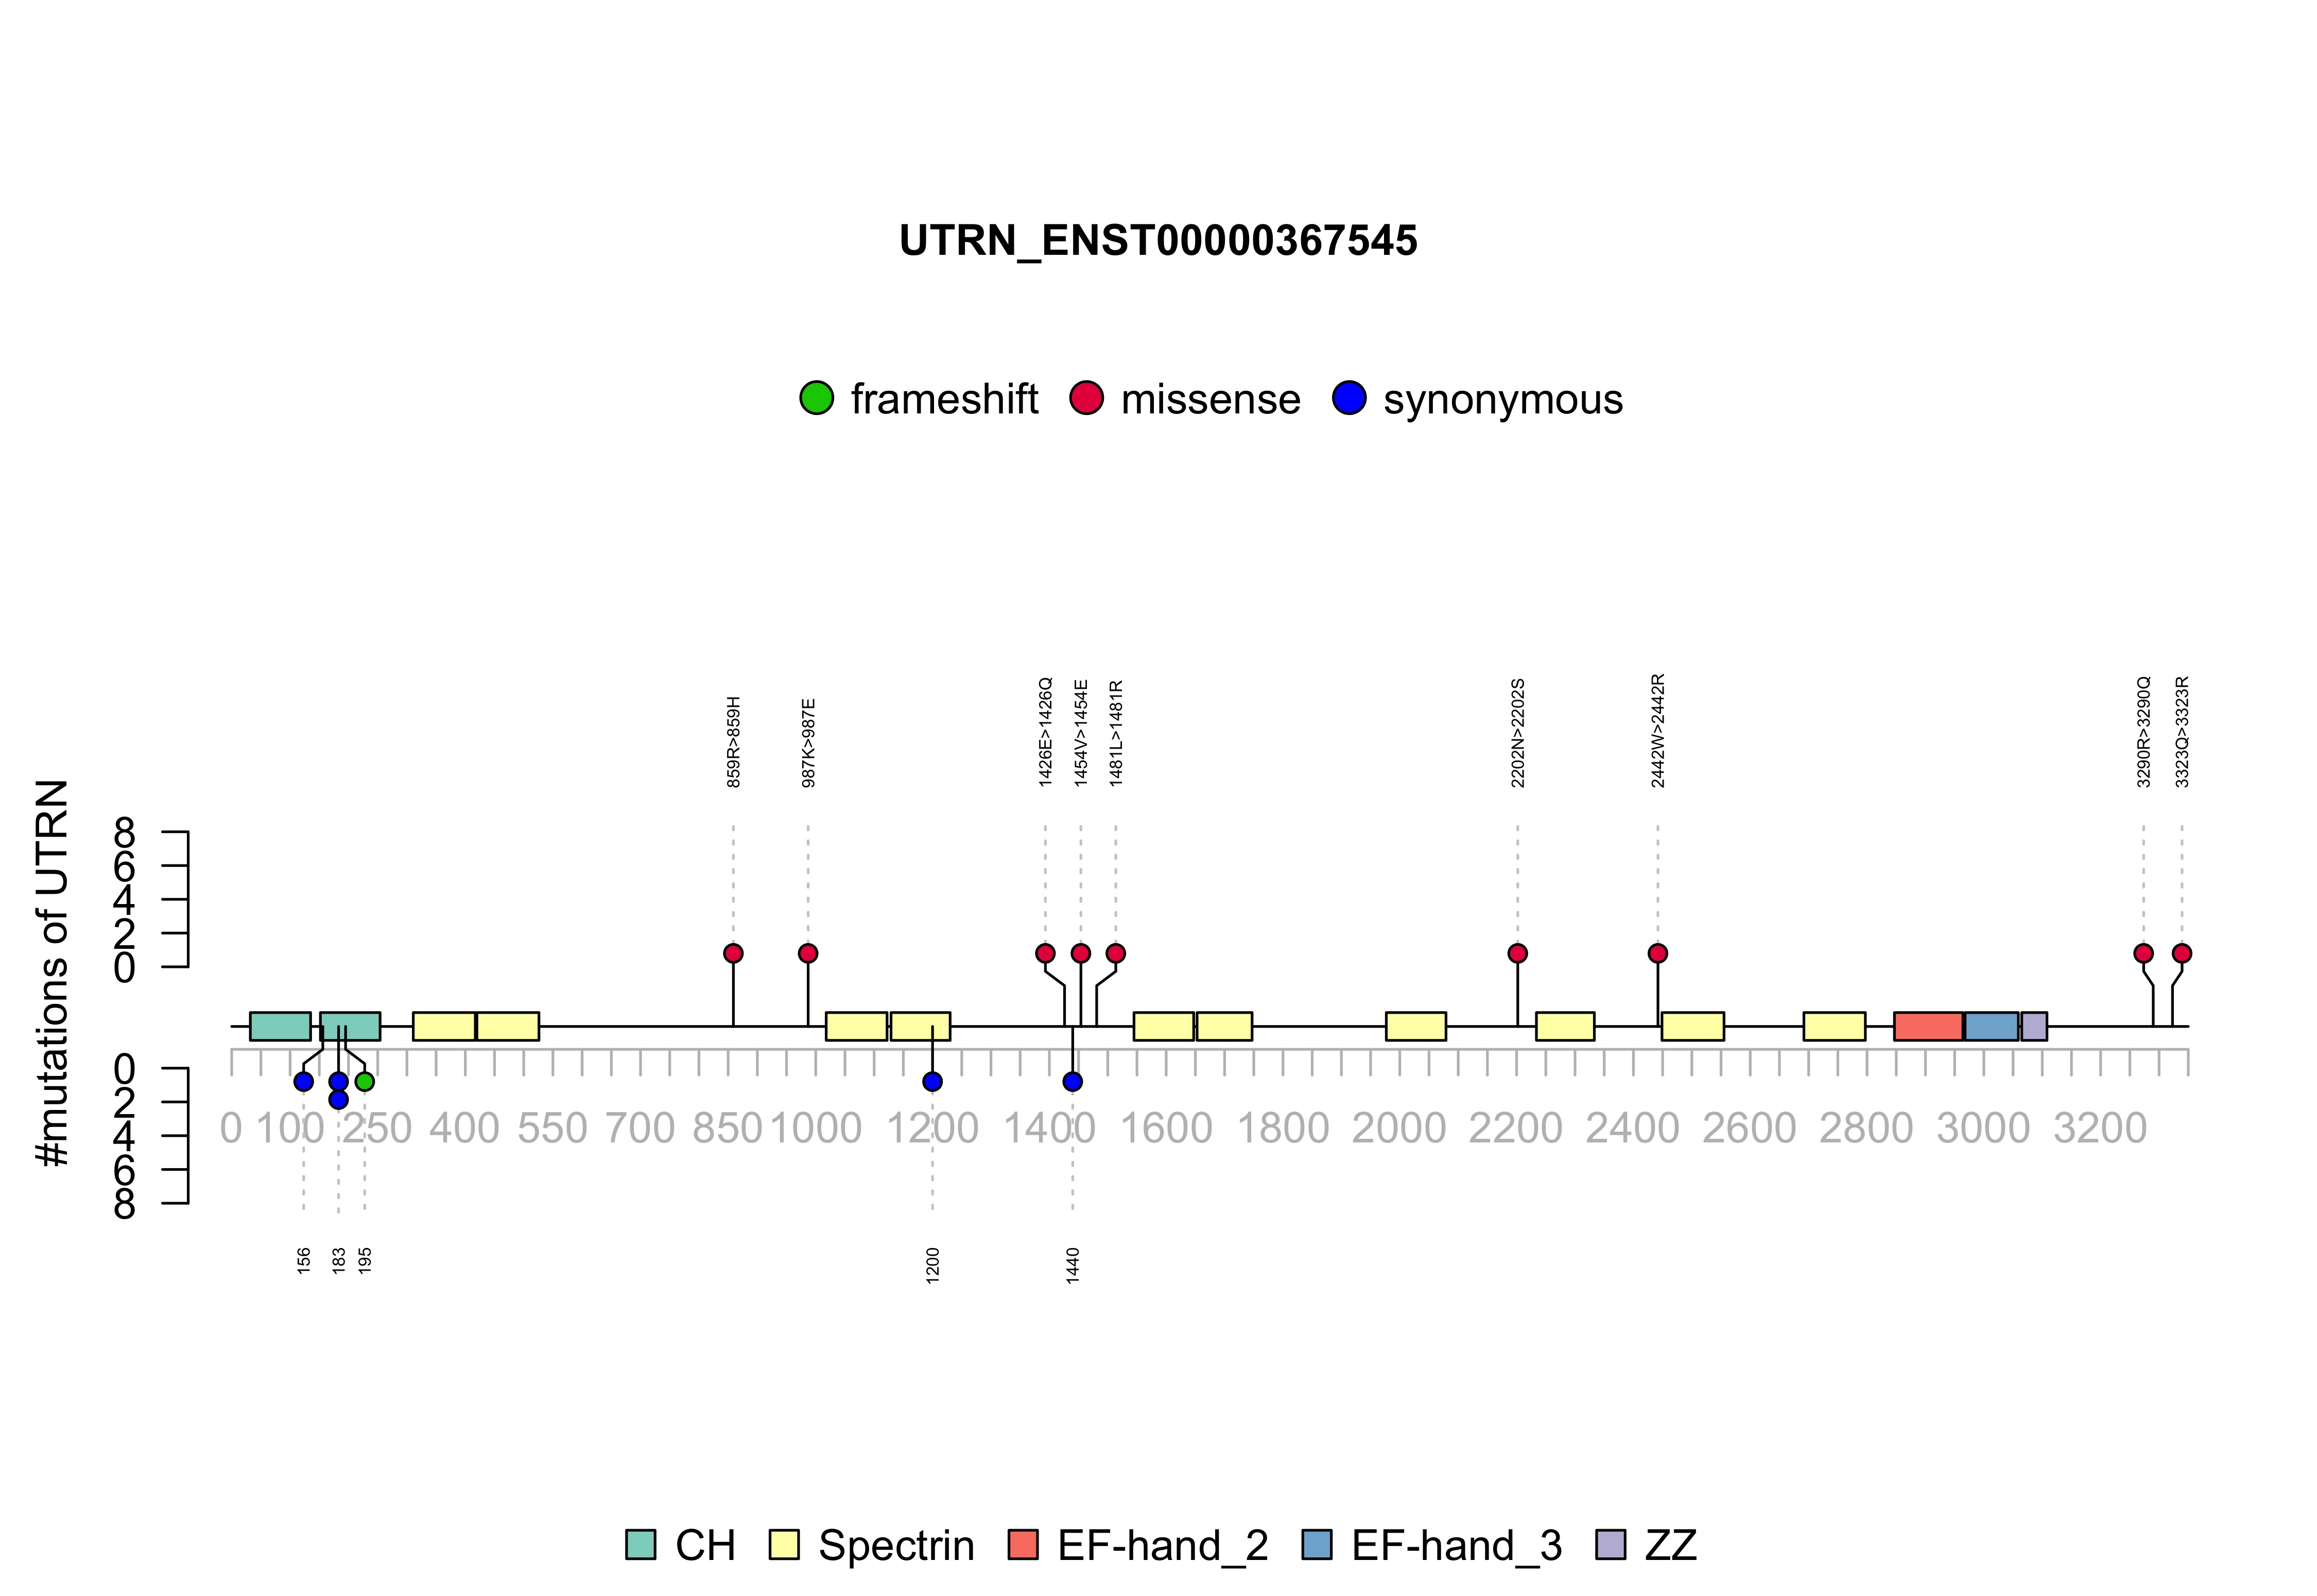 UTRN_ENST00000367545
frameshift missense synonymous
859R>859H
987K>987E
1426E>1426Q
1454V>1454E
1481L>1481R
2202N>2202S
2442W>2442R
3290R>3290Q
3323Q>3323R
#mutations of UTRN
8
6
4
2
0
0
2
4
6
8
0 100 250 400 550 700 850 1000 1200 1400 1600 1800 2000 2200 2400 2600 2800 3000 3200
156
183
195
1200
1440
CH Spectrin EF-hand_2 EF-hand_3 ZZ